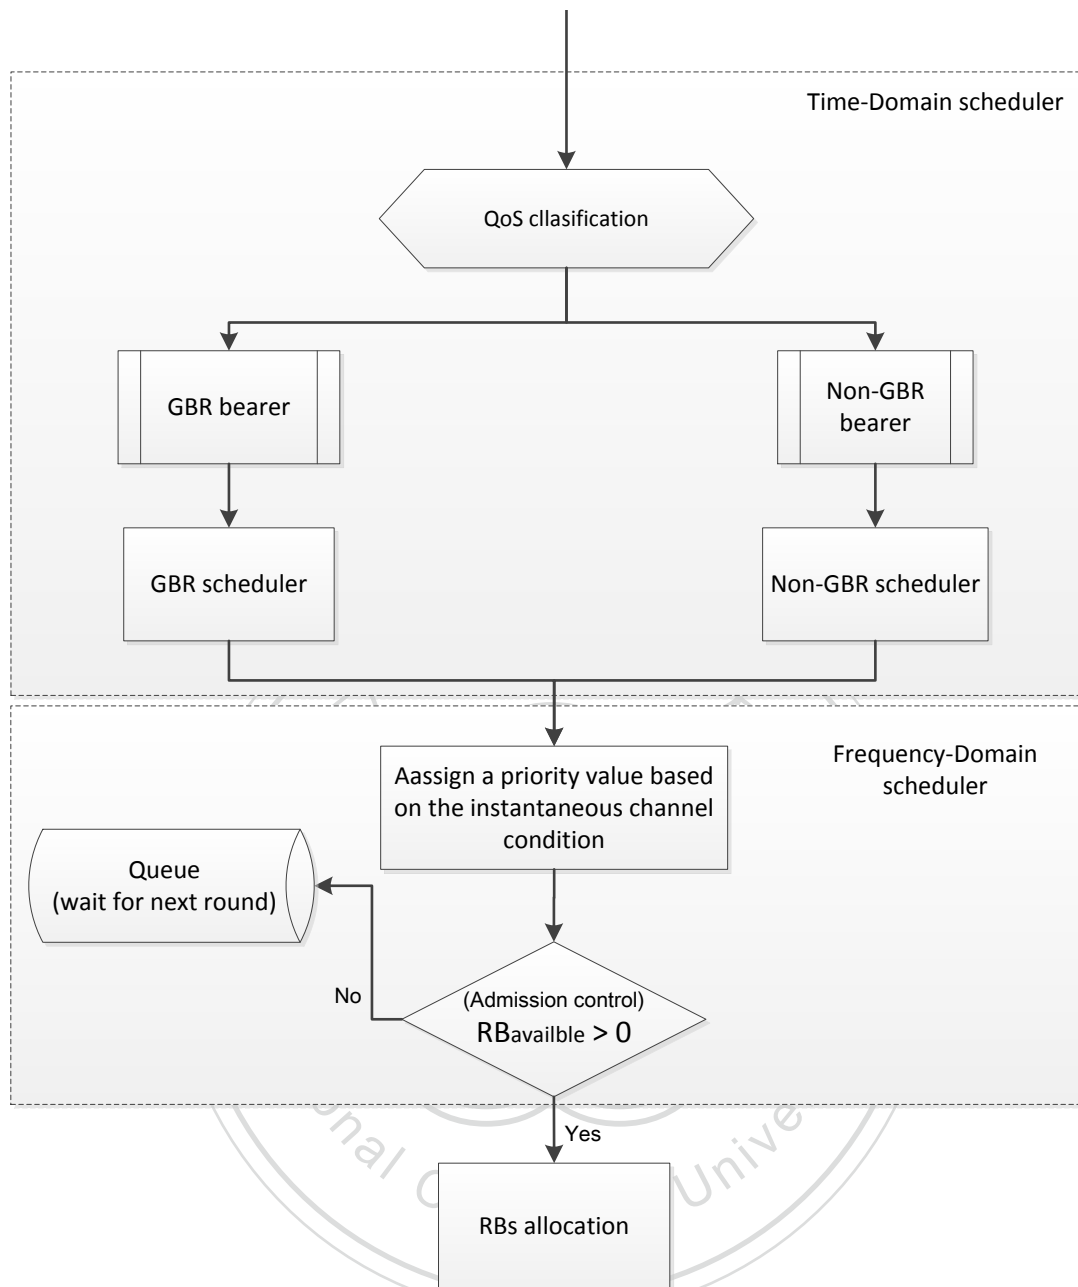 Time-Domain scheduler
QoS cllasification
GBR bearer
Non-GBR
bearer
GBR scheduler
Non-GBR scheduler
Frequency-Domain
scheduler
Aassign a priority value based
on the instantaneous channel
condition
Queue
(wait for next round)
No
(Admission control)
RBavailble > 0
Yes
RBs allocation